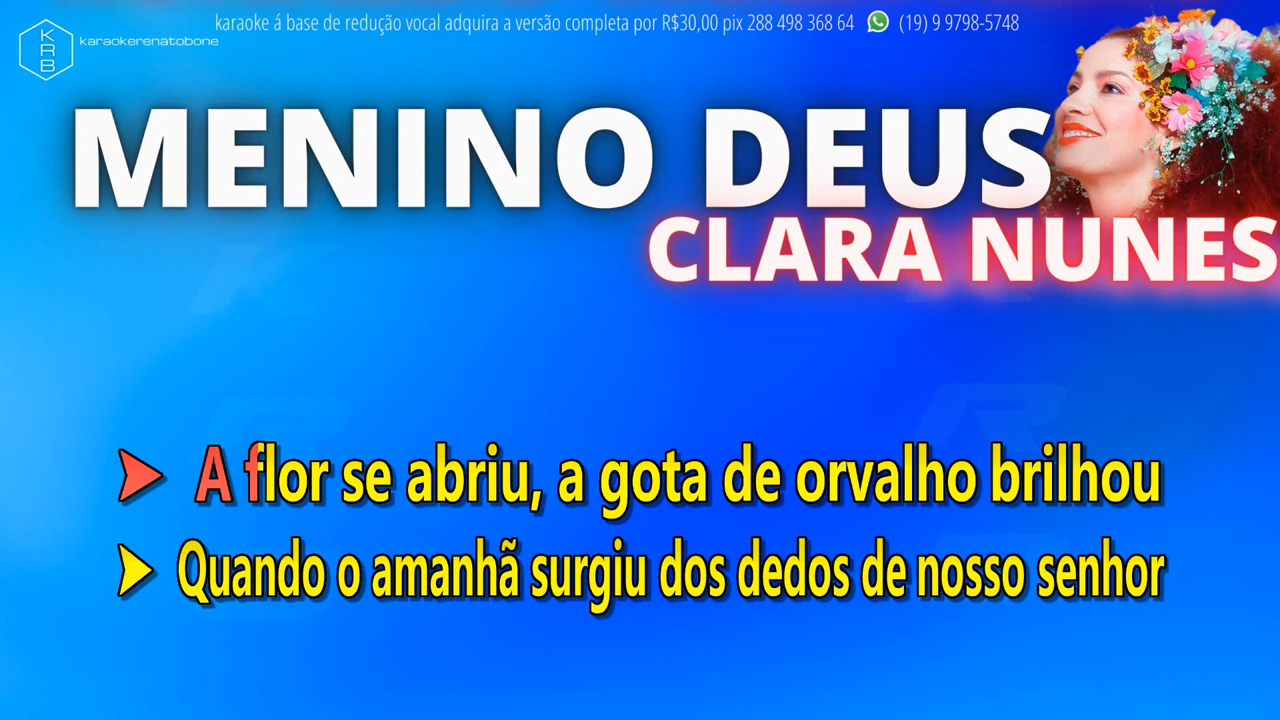 karaoke á base de redução vocal adquira a versão completa por R$30,00 pix 288 498 368 64 (19) 9 9798-5748
K
R
B
karaokerenatobone
MENINO DEUS
CLARA NUNES
A flor se abriu, a gota de orvalho brilhou
Quando o amanhã surgiu dos dedos de nosso senhor